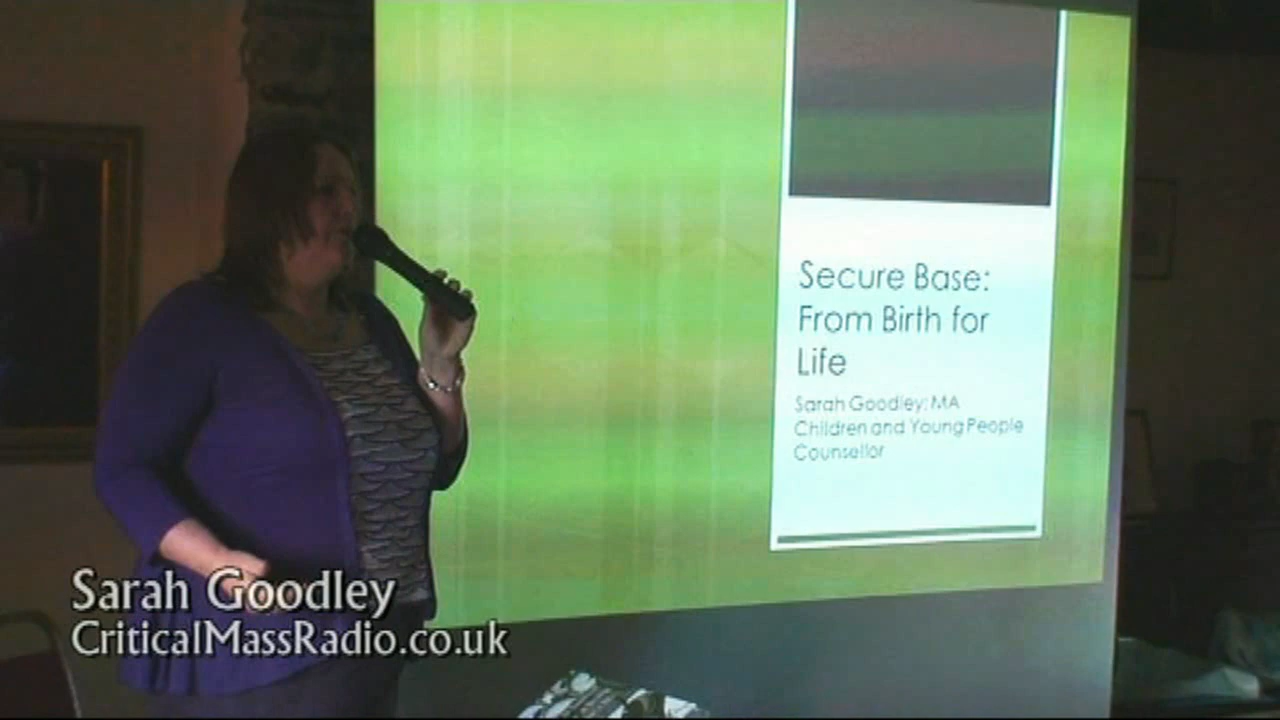 Secure Base:
From Birth for
Life
Sarah Goodley: MA
Children and Young People
Counsellor
Sarah Goodley
CriticalMassRadio.co.uk